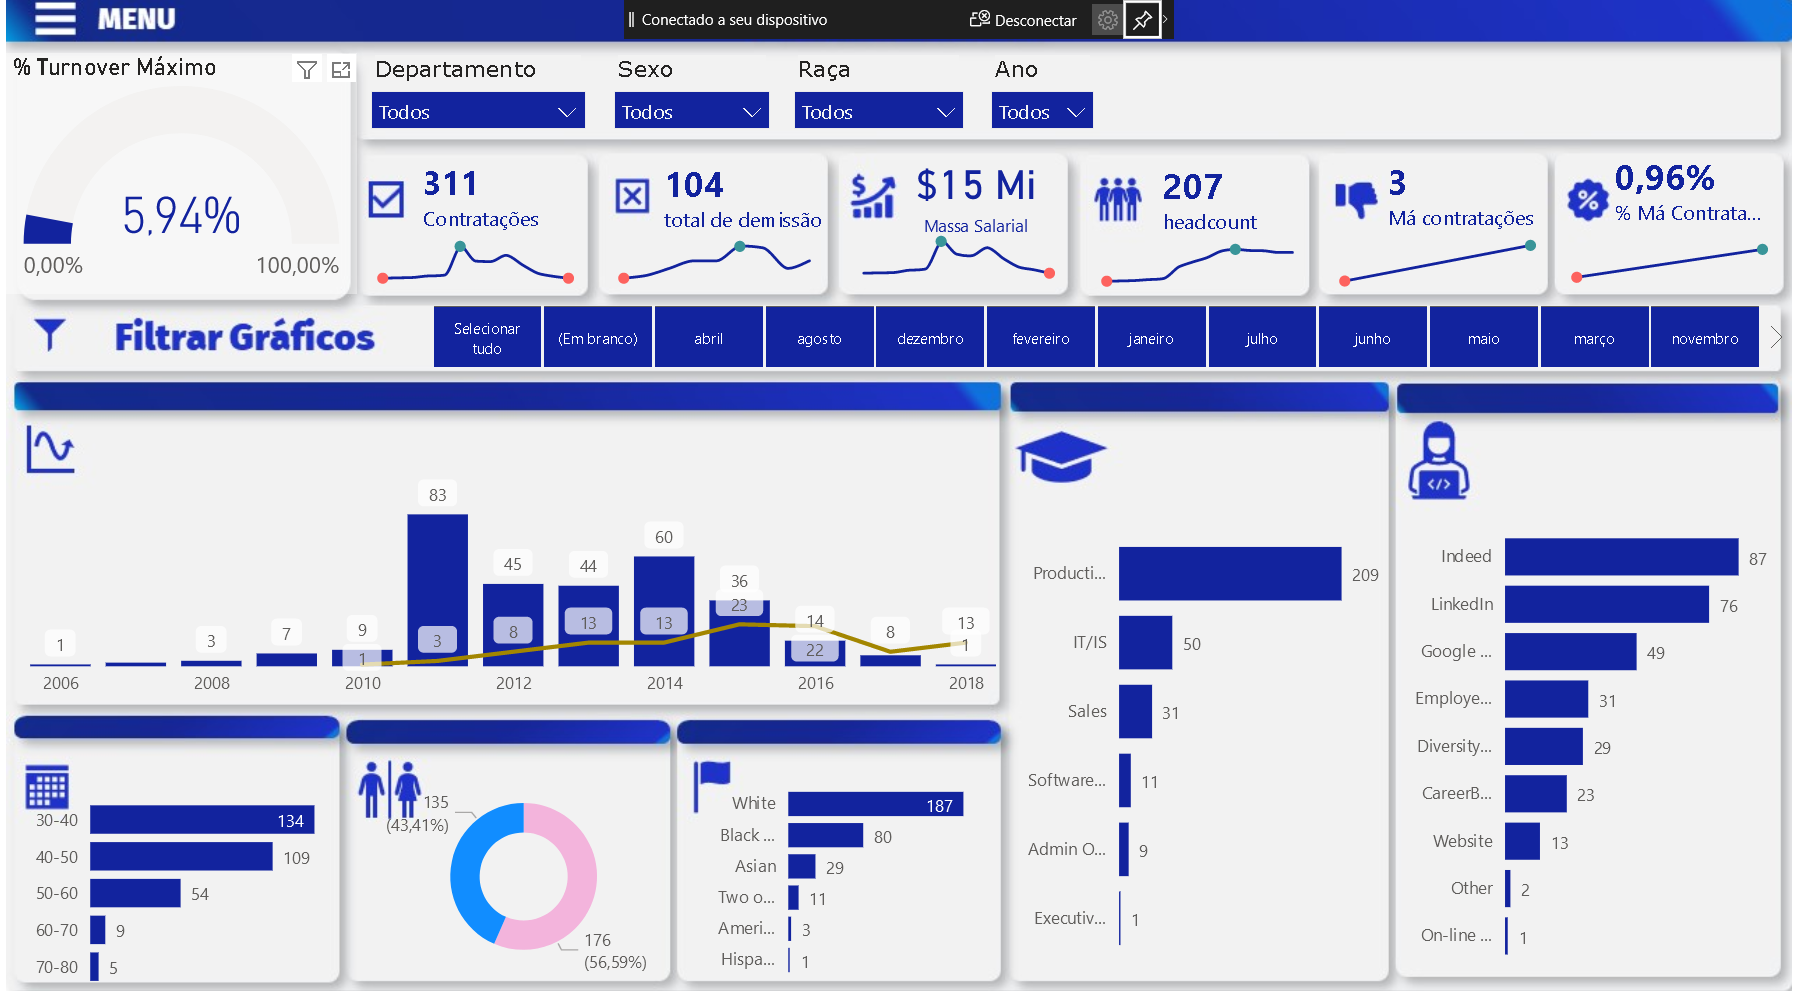 MENU
Conectado a seu dispositivo
Desconectar
% Turnover Máximo
5,94%
0,00%
100,00%
Departamento
Todos
Sexo
Todos
Raça
Todos
Ano
Todos
311
Contratações
104
total de demissão
$15 Mi
Massa Salarial
207
headcount
3
Má contratações
0,96%
% Má Contrata...
Filtrar Gráficos
Selecionar
tudo
(Em branco)
abril
agosto
dezembro
fevereiro
janeiro
julho
junho
maio
março
novembro
1
3
7
9
83
45
44
60
36
14
8
13
1
3
8
13
13
23
22
1
2006
2008
2010
2012
2014
2016
2018
Producti...
209
IT/IS
50
Sales
31
Software...
11
Admin O...
9
Executiv...
1
</>
Indeed
87
LinkedIn
76
Google ...
49
Employe...
31
Diversity...
29
CareerB...
23
Website
13
Other
2
On-line ...
1
30-40
134
40-50
109
50-60
54
60-70
9
70-80
5
135
(43,41%)
176
(56,59%)
White
187
Black ...
80
Asian
29
Two o...
11
Ameri...
3
Hispa...
1